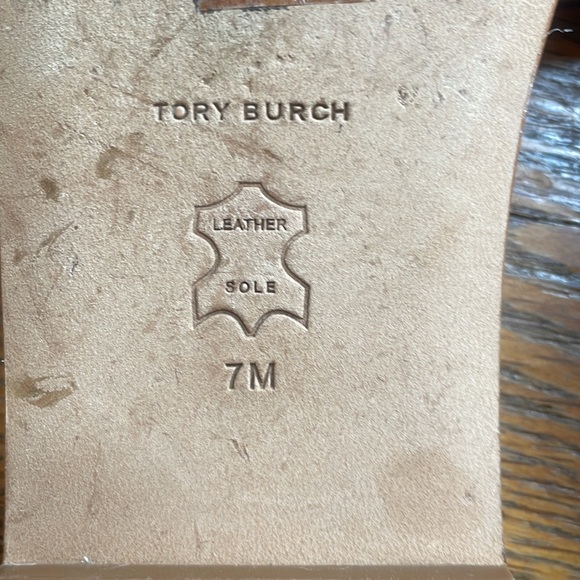 TORY BURCH
LEATHER
SOLE
7M